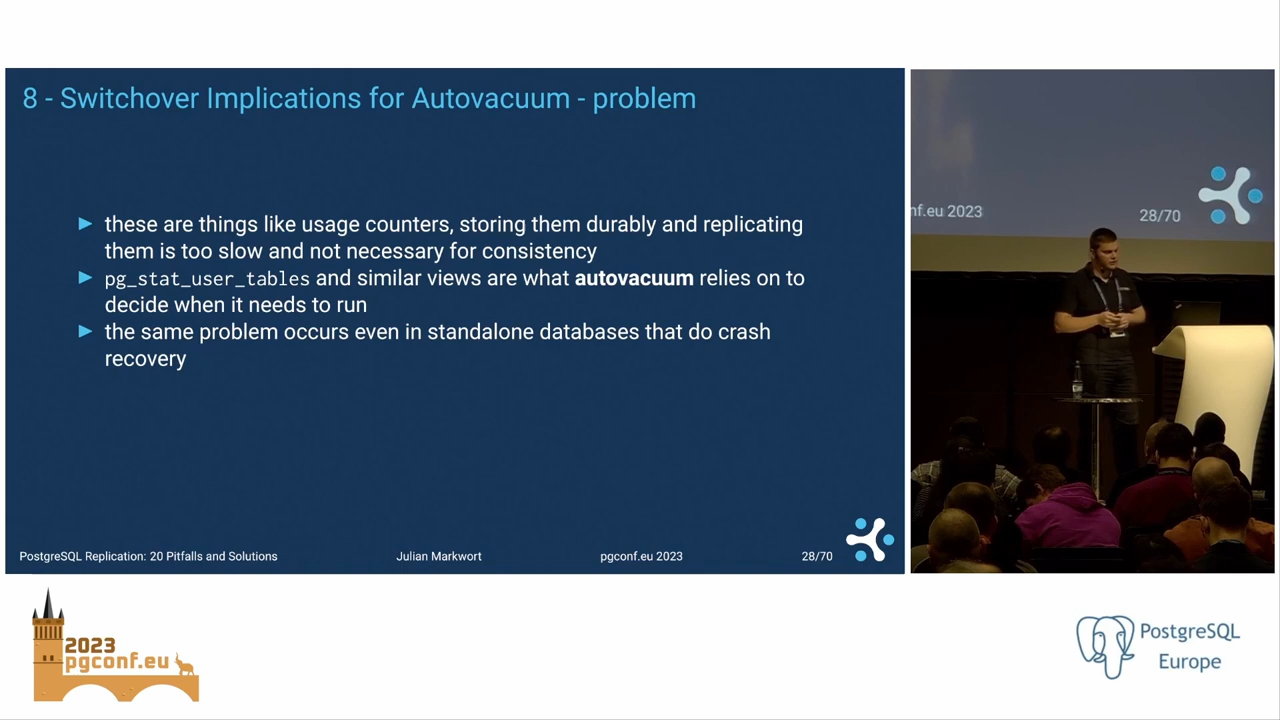 8 - Switchover Implications for Autovacuum - problem
these are things like usage counters, storing them durably and replicating
them is too slow and not necessary for consistency
pg_stat_user_tables and similar views are what autovacuum relies on to
decide when it needs to run
the same problem occurs even in standalone databases that do crash
recovery
PostgreSQL Replication: 20 Pitfalls and Solutions
Julian Markwort
pgconf.eu 2023
28/70
nf.eu 2023
28/70
2023
pgconf.eu
PostgreSQL
Europe